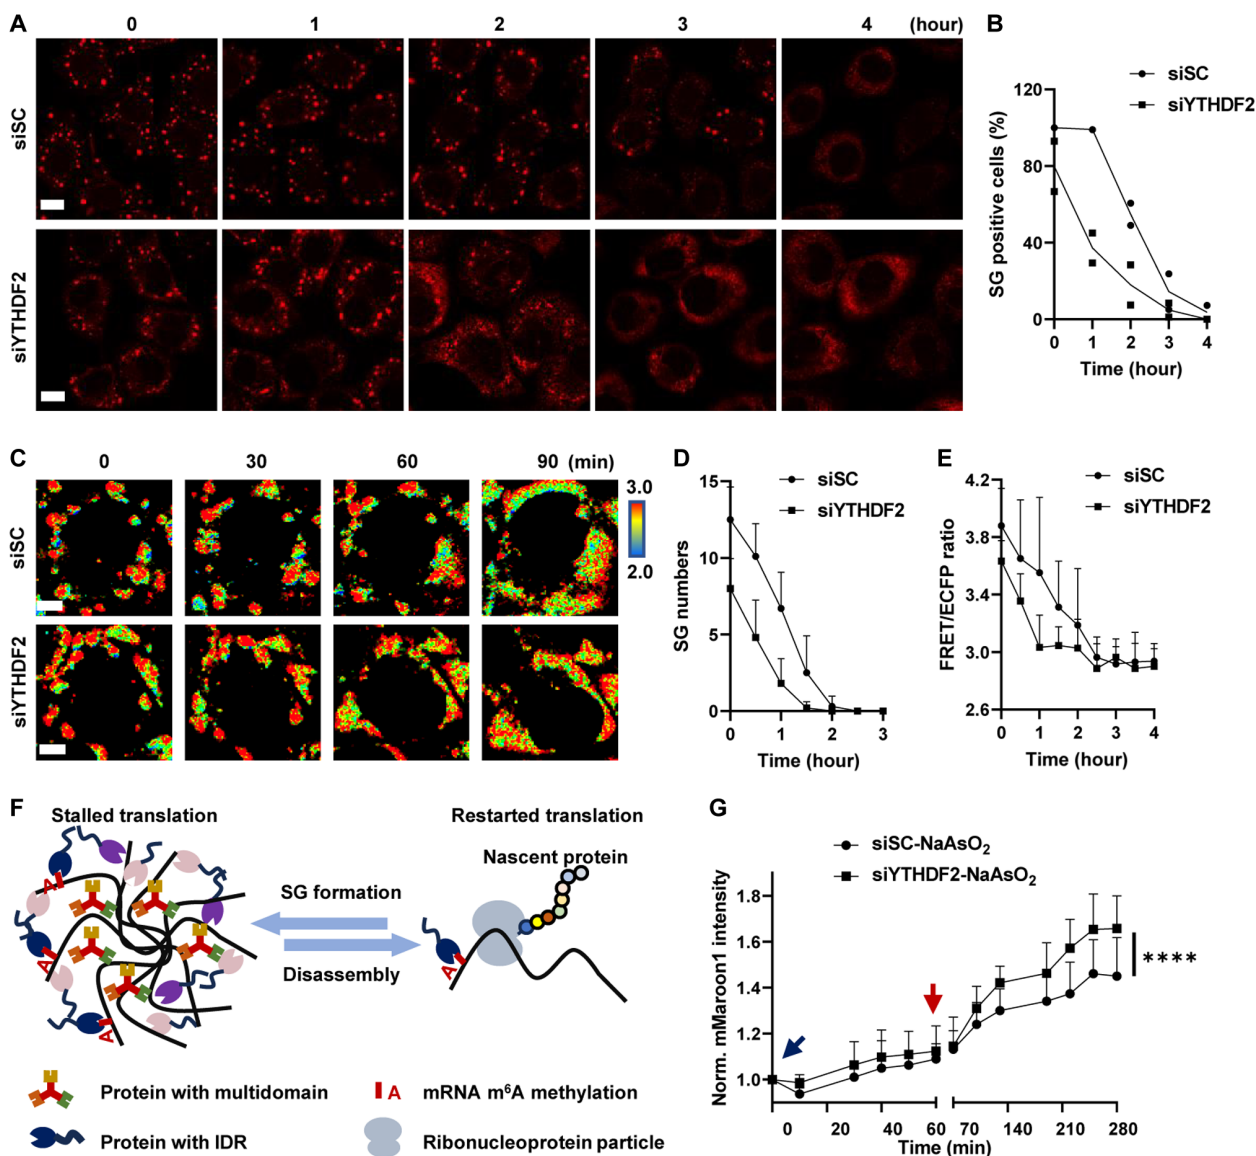 A
0 1 2 3 4 (hour)
siSC
siYTHDF2
B
siSC
siYTHDF2
120
80
40
0
SG positive cells (%)
0 1 2 3 4
Time (hour)
C
0 30 60 90 (min)
siSC
siYTHDF2
3.0
2.0
D
siSC
siYTHDF2
15
10
5
0
SG numbers
0 1 2 3
Time (hour)
E
siSC
siYTHDF2
4.2
3.8
3.4
3.0
2.6
FRET/ECFP ratio
0 1 2 3 4
Time (hour)
F
Stalled translation
Restarted translation
Nascent protein
SG formation
Disassembly
A
A
A
A
Protein with multidomain
A mRNA m⁶A methylation
Protein with IDR
Ribonucleoprotein particle
G
siSC-NaAsO₂
siYTHDF2-NaAsO₂
1.8
1.6
1.4
1.2
1.0
Norm. mMaroon1 intensity
****
0 20 40 60 70 140 210 280
Time (min)